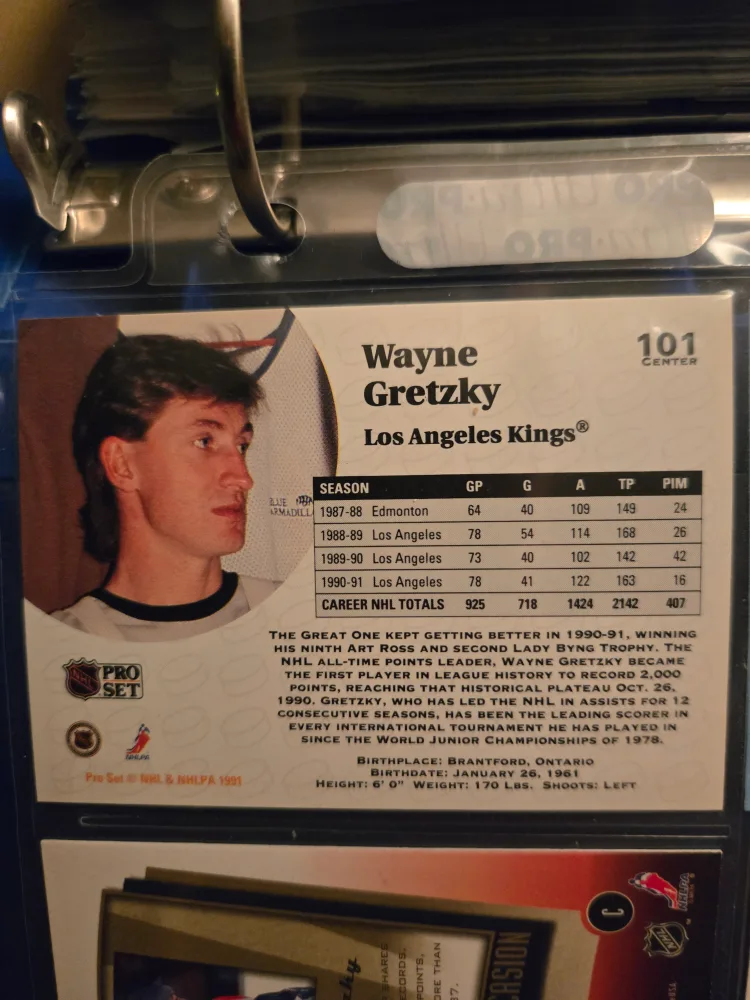 Wayne
Gretzky
Los Angeles Kings®
101
CENTER
SEASON GP G A TP PIM
1987-88 Edmonton 64 40 109 149 24
1988-89 Los Angeles 78 54 114 168 26
1989-90 Los Angeles 73 40 102 142 42
1990-91 Los Angeles 78 41 122 163 16
CAREER NHL TOTALS 925 718 1424 2142 407
THE GREAT ONE KEPT GETTING BETTER IN 1990-91, WINNING
HIS NINTH ART ROSS AND SECOND LADY BYNG TROPHY. THE
NHL ALL-TIME POINTS LEADER, WAYNE GRETZKY BECAME
THE FIRST PLAYER IN LEAGUE HISTORY TO RECORD 2,000
POINTS, REACHING THAT HISTORICAL PLATEAU OCT. 26,
1990. GRETZKY, WHO HAS LED THE NHL IN ASSISTS FOR 12
CONSECUTIVE SEASONS, HAS BEEN THE LEADING SCORER IN
EVERY INTERNATIONAL TOURNAMENT HE HAS PLAYED IN
SINCE THE WORLD JUNIOR CHAMPIONSHIPS OF 1978.
BIRTHPLACE: BRANTFORD, ONTARIO
BIRTHDATE: JANUARY 26, 1961
HEIGHT: 6' 0" WEIGHT: 170 LBS. SHOOTS: LEFT
NHL PRO
SET
NHLPA
Pro Set © NHL & NHLPA 1991
C
NHLPA
NHL